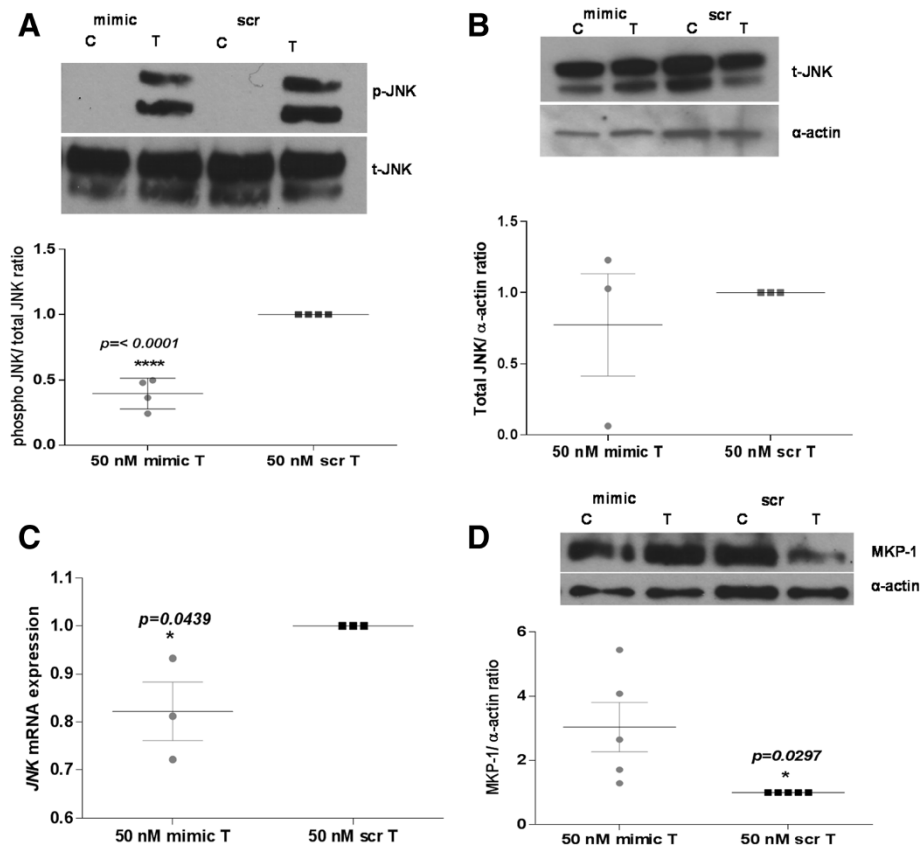 A
mimic scr
C T C T
p-JNK
t-JNK
phospho JNK/ total JNK ratio
1.5
1.0
0.5
0.0
p=< 0.0001
****
50 nM mimic T 50 nM scr T
B
mimic scr
C T C T
t-JNK
α-actin
Total JNK/ α-actin ratio
1.5
1.0
0.5
0.0
50 nM mimic T 50 nM scr T
C
JNK mRNA expression
1.1
1.0
0.9
0.8
0.7
0.6
p=0.0439
*
50 nM mimic T 50 nM scr T
D
mimic scr
C T C T
MKP-1
α-actin
MKP-1/ α-actin ratio
6
4
2
0
p=0.0297
*
50 nM mimic T 50 nM scr T